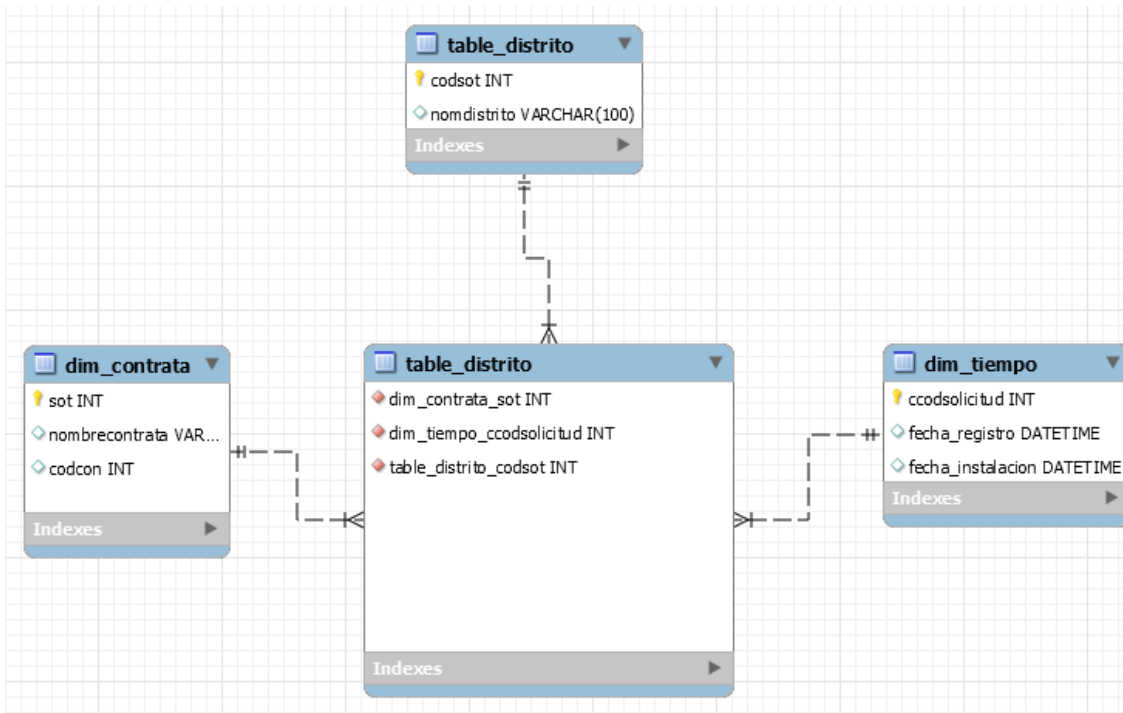 table_distrito
codsot INT
nomdistrito VARCHAR(100)
Indexes
dim_contrata
sot INT
nombrecontrata VAR...
codcon INT
Indexes
table_distrito
dim_contrata_sot INT
dim_tiempo_ccodsolicitud INT
table_distrito_codsot INT
Indexes
dim_tiempo
ccodsolicitud INT
fecha_registro DATETIME
fecha_instalacion DATETIME
Indexes